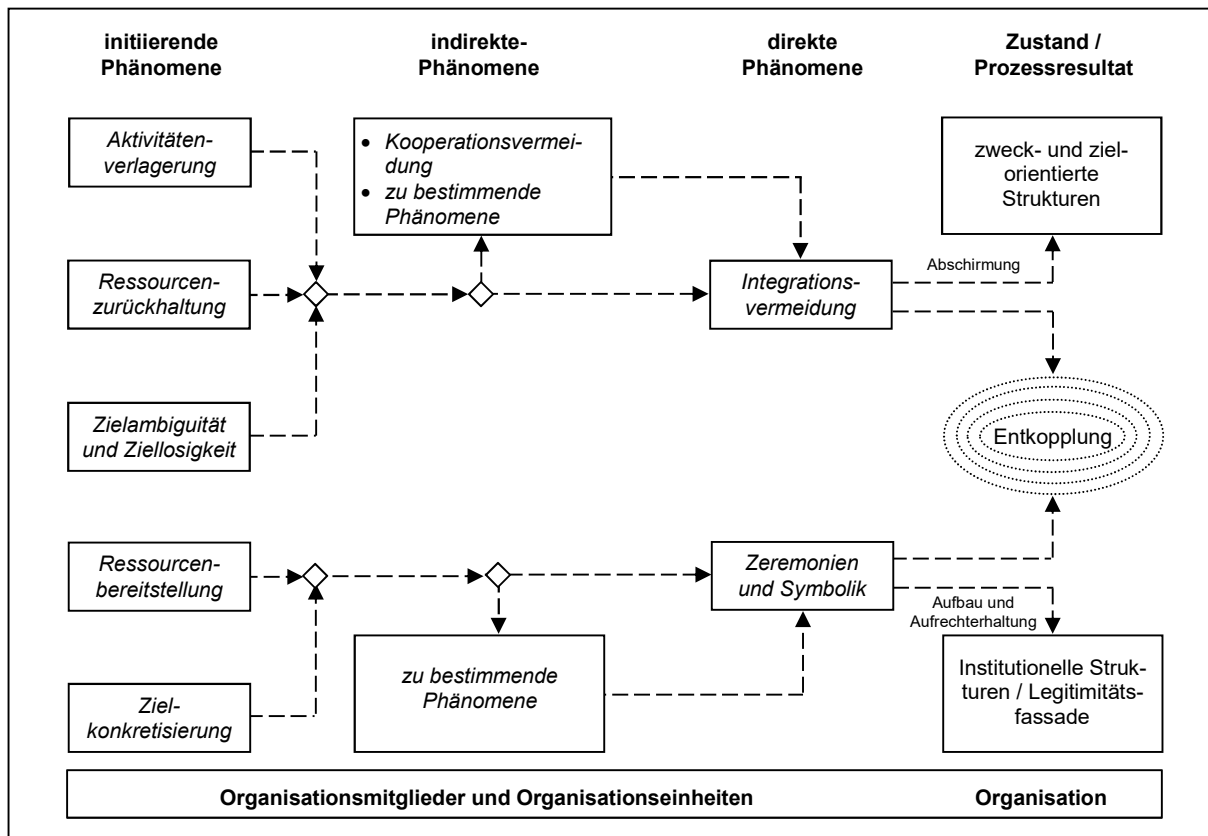 initiierende
Phänomene
indirekte-
Phänomene
direkte
Phänomene
Zustand /
Prozessresultat
Aktivitäten-
verlagerung
• Kooperationsvermei-
dung
• zu bestimmende
Phänomene
zweck- und ziel-
orientierte
Strukturen
Ressourcen-
zurückhaltung
Integrations-
vermeidung
Abschirmung
Zielambiguität
und Ziellosigkeit
Entkopplung
Ressourcen-
bereitstellung
Zeremonien
und Symbolik
Aufbau und
Aufrechterhaltung
Ziel-
konkretisierung
zu bestimmende
Phänomene
Institutionelle Struk-
turen / Legitimitäts-
fassade
Organisationsmitglieder und Organisationseinheiten
Organisation